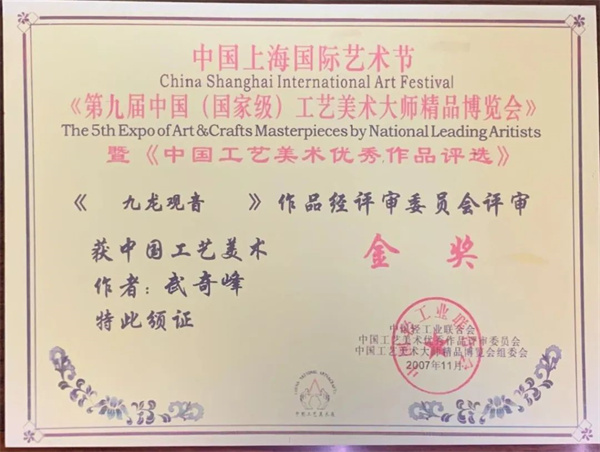 中国上海国际艺术节
China Shanghai International Art Festival
《第九届中国（国家级）工艺美术大师精品博览会》
The 5th Expo of Art &Crafts Masterpieces by National Leading Aritists
暨《中国工艺美术优秀作品评选》
《 九龙观音 》作品经评审委员会评审
获中国工艺美术 金奖
作者：武奇峰
特此颁证
中国轻工业联合会
中国工艺美术优秀作品评审委员会
中国工艺美术大师精品博览会组委会
2007年11月